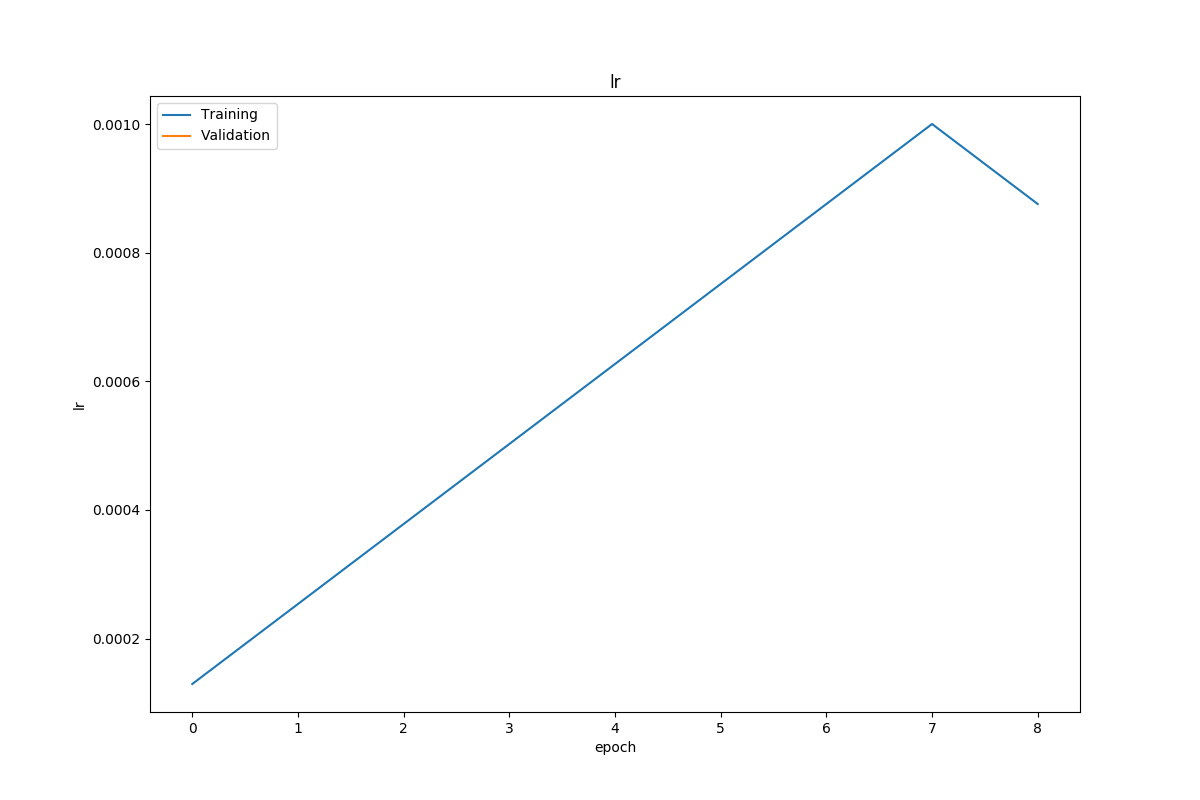 lr
Training
Validation
0.0010
0.0008
0.0006
0.0004
0.0002
lr
0 1 2 3 4 5 6 7 8
epoch